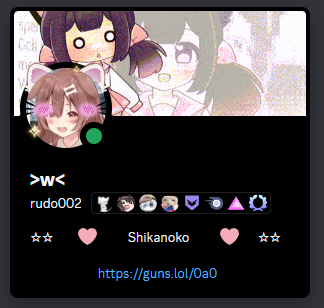 >w<
rudo002
☆☆ 🩷 Shikanoko 🩷 ☆☆
https://guns.lol/0a0